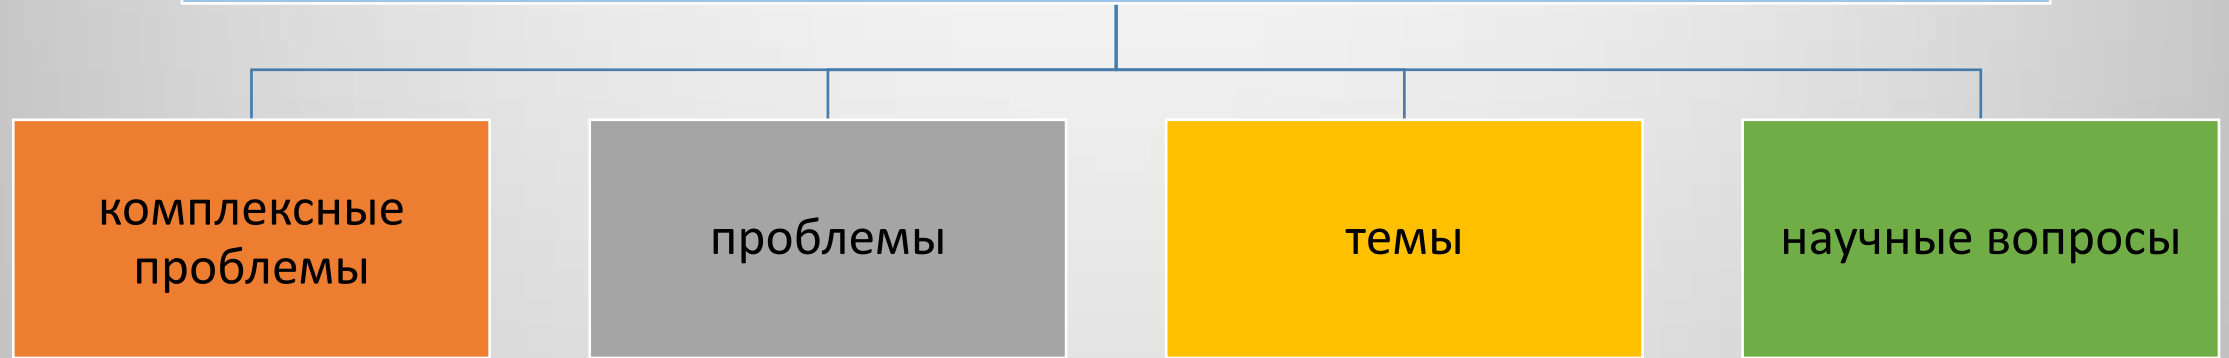 комплексные
проблемы
проблемы
темы
научные вопросы